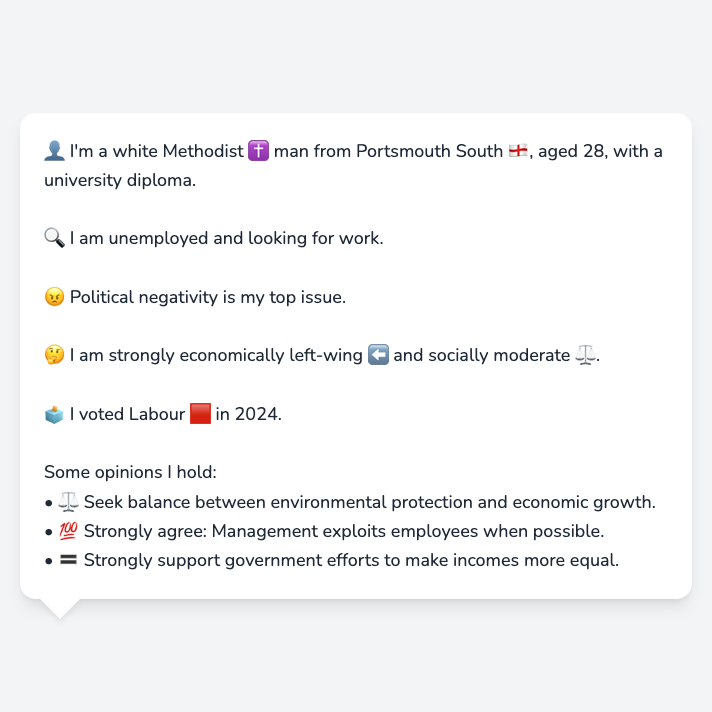 👤 I'm a white Methodist ✝️ man from Portsmouth South 🏴󠁧󠁢󠁥󠁮󠁧󠁿, aged 28, with a
university diploma.
🔍 I am unemployed and looking for work.
😠 Political negativity is my top issue.
🤔 I am strongly economically left-wing ⬅️ and socially moderate ⚖️.
🗳️ I voted Labour 🟥 in 2024.
Some opinions I hold:
• ⚖️ Seek balance between environmental protection and economic growth.
• 💯 Strongly agree: Management exploits employees when possible.
• 🟰 Strongly support government efforts to make incomes more equal.